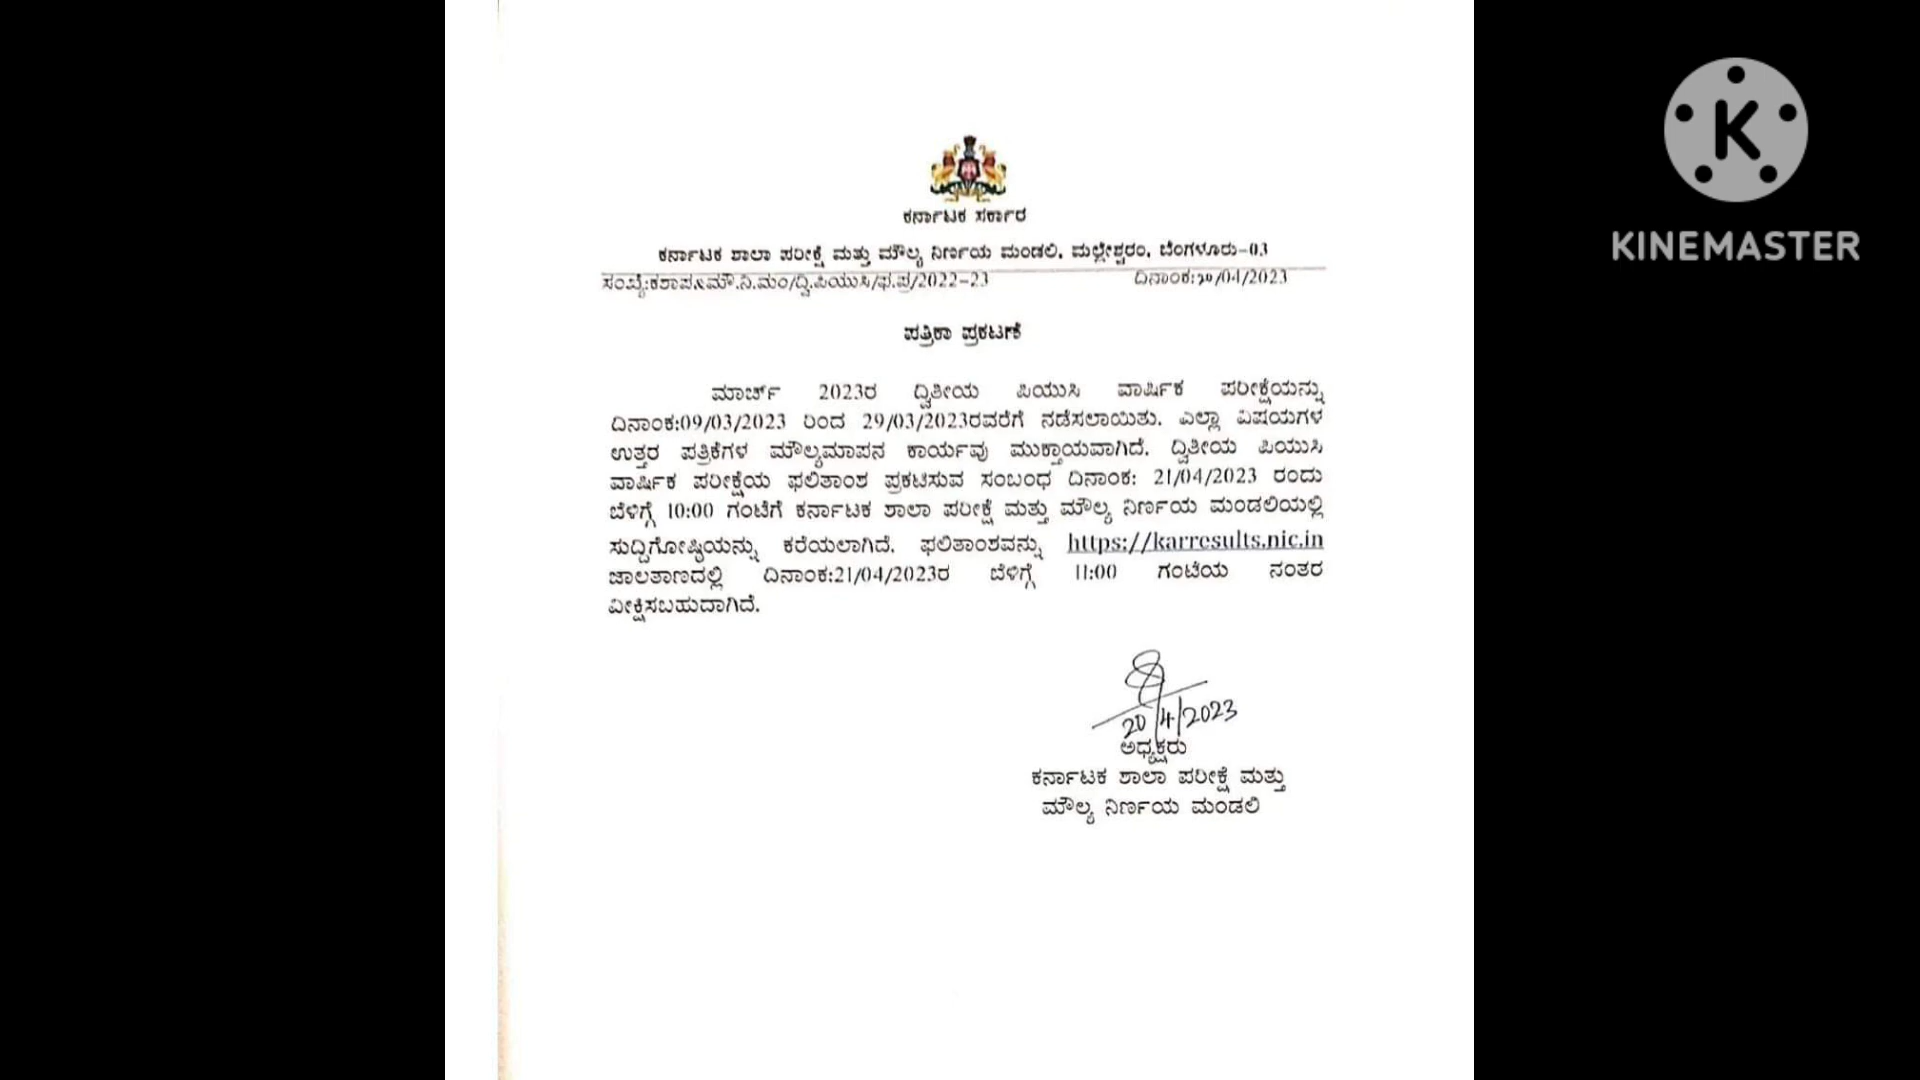 KINEMASTER
ಕರ್ನಾಟಕ ಸರ್ಕಾರ
ಕರ್ನಾಟಕ ಶಾಲಾ ಪರೀಕ್ಷೆ ಮತ್ತು ಮೌಲ್ಯ ನಿರ್ಣಯ ಮಂಡಲಿ, ಮಲ್ಲೇಶ್ವರಂ, ಬೆಂಗಳೂರು-03
ಸಂಖ್ಯೆ:ಕಶಾಪ&ಮೌ.ನಿ.ಮಂ/ದ್ವಿ.ಪಿಯುಸಿ/ಫ.ಪ್ರ/2022-23 ದಿನಾಂಕ:20/04/2023
ಪತ್ರಿಕಾ ಪ್ರಕಟಣೆ
ಮಾರ್ಚ್ 2023ರ ದ್ವಿತೀಯ ಪಿಯುಸಿ ವಾರ್ಷಿಕ ಪರೀಕ್ಷೆಯನ್ನು
ದಿನಾಂಕ:09/03/2023 ರಿಂದ 29/03/2023ರವರೆಗೆ ನಡೆಸಲಾಯಿತು. ಎಲ್ಲಾ ವಿಷಯಗಳ
ಉತ್ತರ ಪತ್ರಿಕೆಗಳ ಮೌಲ್ಯಮಾಪನ ಕಾರ್ಯವು ಮುಕ್ತಾಯವಾಗಿದೆ. ದ್ವಿತೀಯ ಪಿಯುಸಿ
ವಾರ್ಷಿಕ ಪರೀಕ್ಷೆಯ ಫಲಿತಾಂಶ ಪ್ರಕಟಿಸುವ ಸಂಬಂಧ ದಿನಾಂಕ: 21/04/2023 ರಂದು
ಬೆಳಿಗ್ಗೆ 10:00 ಗಂಟೆಗೆ ಕರ್ನಾಟಕ ಶಾಲಾ ಪರೀಕ್ಷೆ ಮತ್ತು ಮೌಲ್ಯ ನಿರ್ಣಯ ಮಂಡಲಿಯಲ್ಲಿ
ಸುದ್ದಿಗೋಷ್ಠಿಯನ್ನು ಕರೆಯಲಾಗಿದೆ. ಫಲಿತಾಂಶವನ್ನು https://karresults.nic.in
ಜಾಲತಾಣದಲ್ಲಿ ದಿನಾಂಕ:21/04/2023ರ ಬೆಳಿಗ್ಗೆ 11:00 ಗಂಟೆಯ ನಂತರ
ವೀಕ್ಷಿಸಬಹುದಾಗಿದೆ.
20/4/2023
ಅಧ್ಯಕ್ಷರು
ಕರ್ನಾಟಕ ಶಾಲಾ ಪರೀಕ್ಷೆ ಮತ್ತು
ಮೌಲ್ಯ ನಿರ್ಣಯ ಮಂಡಲಿ